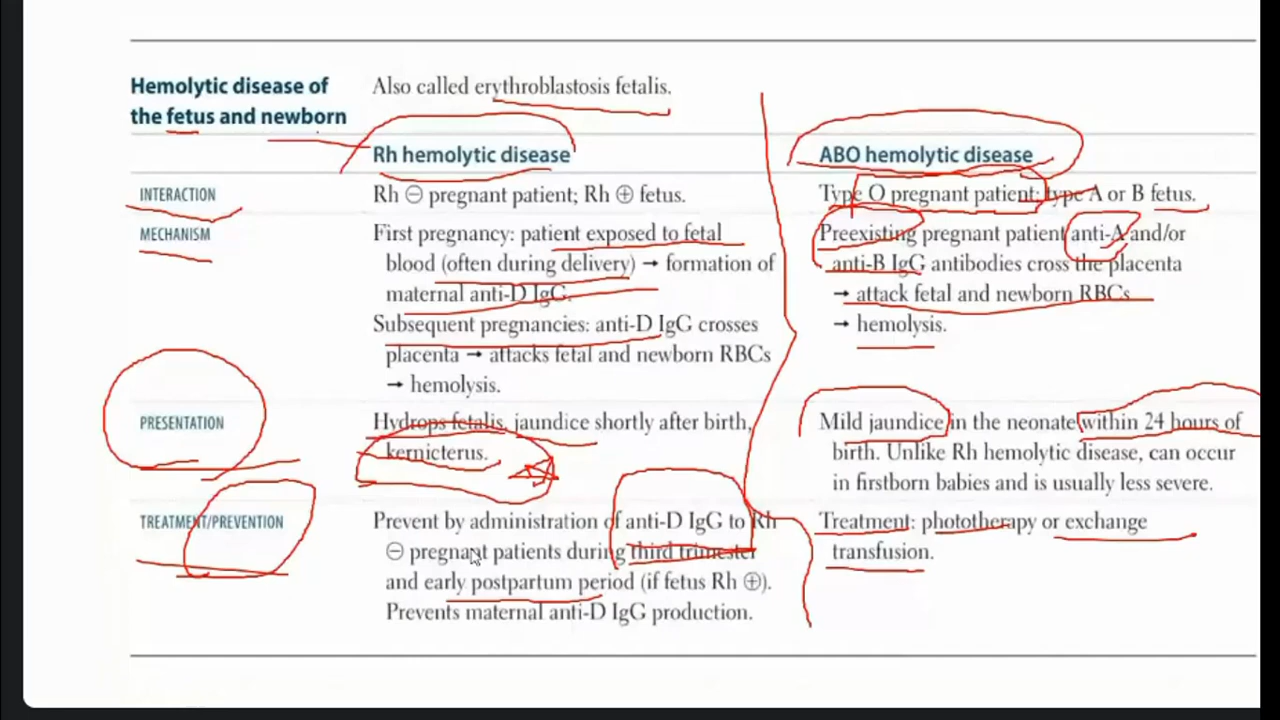 Hemolytic disease of
the fetus and newborn
Also called erythroblastosis fetalis.
Rh hemolytic disease
ABO hemolytic disease
INTERACTION
Rh ⊖ pregnant patient; Rh ⊕ fetus.
Type O pregnant patient; type A or B fetus.
MECHANISM
First pregnancy: patient exposed to fetal
blood (often during delivery) → formation of
maternal anti-D IgG.
Subsequent pregnancies: anti-D IgG crosses
placenta → attacks fetal and newborn RBCs
→ hemolysis.
Preexisting pregnant patient anti-A and/or
anti-B IgG antibodies cross the placenta
→ attack fetal and newborn RBCs
→ hemolysis.
PRESENTATION
Hydrops fetalis, jaundice shortly after birth,
kernicterus.
Mild jaundice in the neonate within 24 hours of
birth. Unlike Rh hemolytic disease, can occur
in firstborn babies and is usually less severe.
TREATMENT/PREVENTION
Prevent by administration of anti-D IgG to Rh
⊖ pregnant patients during third trimester
and early postpartum period (if fetus Rh ⊕).
Prevents maternal anti-D IgG production.
Treatment: phototherapy or exchange
transfusion.